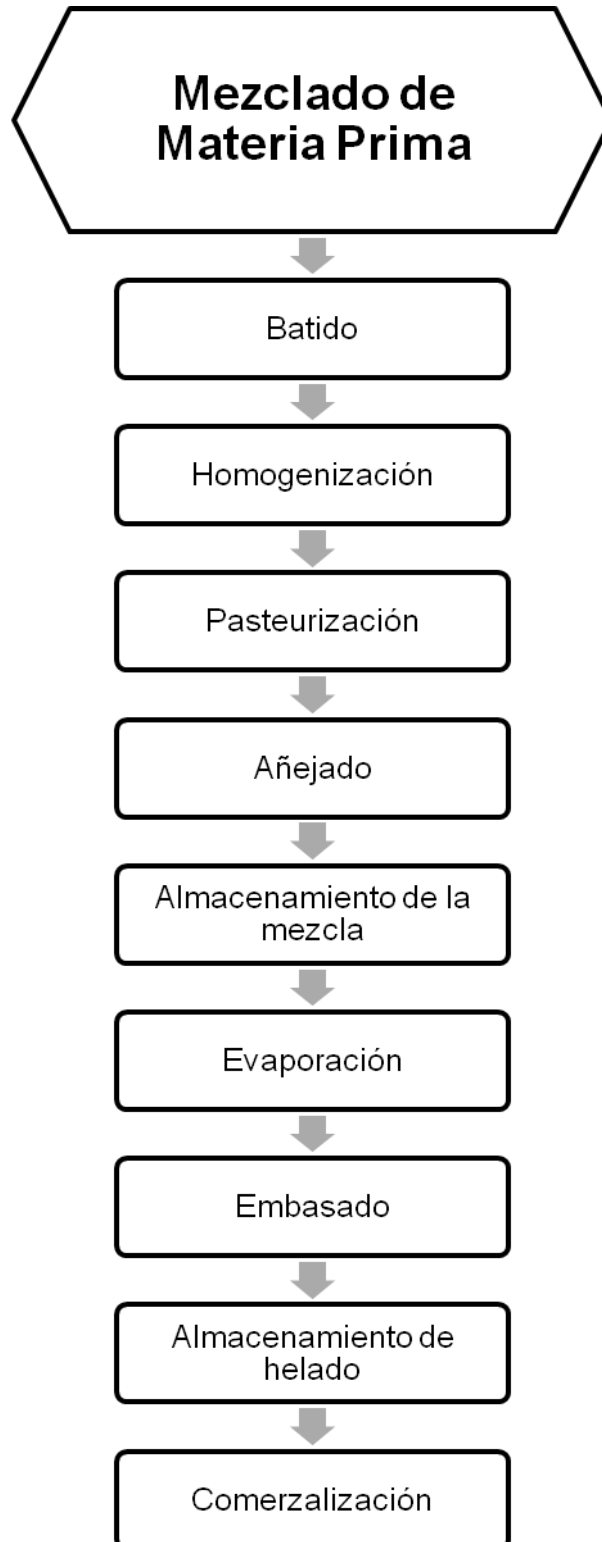 Mezclado de
Materia Prima
Batido
Homogenización
Pasteurización
Añejado
Almacenamiento de la
mezcla
Evaporación
Embasado
Almacenamiento de
helado
Comerzalización